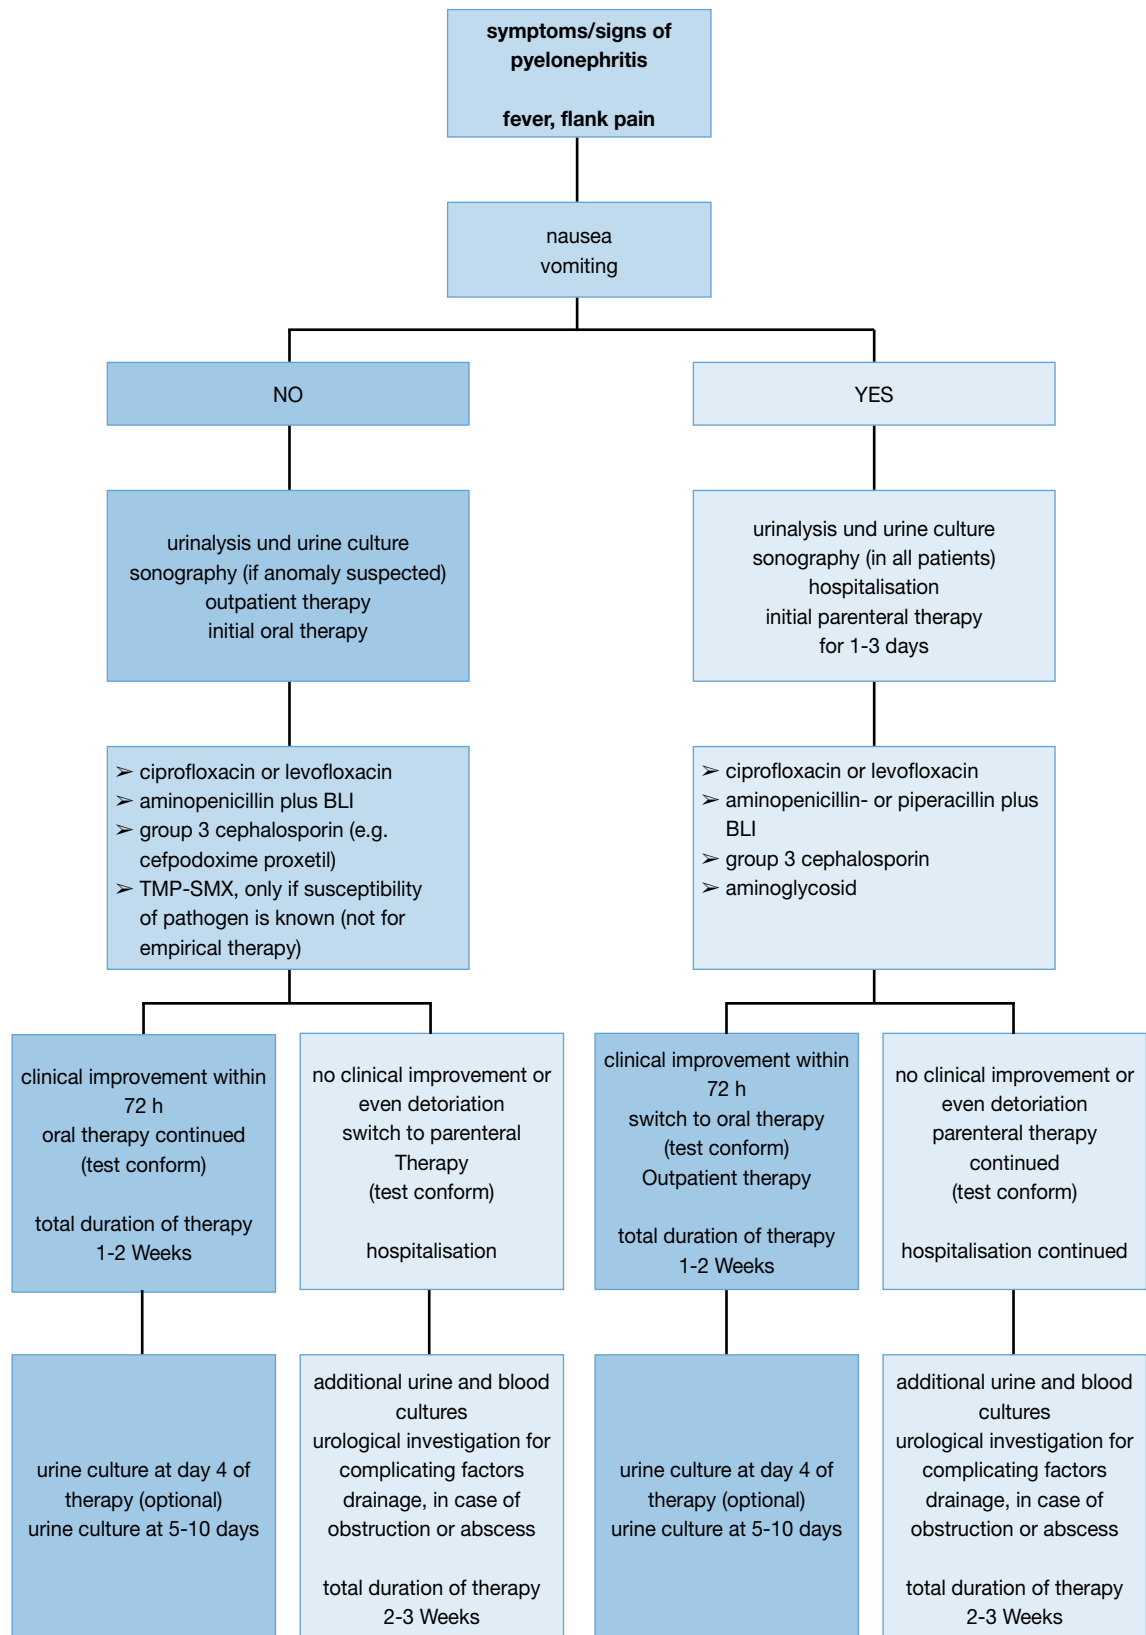 symptoms/signs of
pyelonephritis
fever, flank pain
nausea
vomiting
NO
YES
urinalysis und urine culture
sonography (if anomaly suspected)
outpatient therapy
initial oral therapy
urinalysis und urine culture
sonography (in all patients)
hospitalisation
initial parenteral therapy
for 1-3 days
➢ ciprofloxacin or levofloxacin
➢ aminopenicillin plus BLI
➢ group 3 cephalosporin (e.g.
cefpodoxime proxetil)
➢ TMP-SMX, only if susceptibility
of pathogen is known (not for
empirical therapy)
➢ ciprofloxacin or levofloxacin
➢ aminopenicillin- or piperacillin plus
BLI
➢ group 3 cephalosporin
➢ aminoglycosid
clinical improvement within
72 h
oral therapy continued
(test conform)
total duration of therapy
1-2 Weeks
no clinical improvement or
even detoriation
switch to parenteral
Therapy
(test conform)
hospitalisation
clinical improvement within
72 h
switch to oral therapy
(test conform)
Outpatient therapy
total duration of therapy
1-2 Weeks
no clinical improvement or
even detoriation
parenteral therapy
continued
(test conform)
hospitalisation continued
urine culture at day 4 of
therapy (optional)
urine culture at 5-10 days
additional urine and blood
cultures
urological investigation for
complicating factors
drainage, in case of
obstruction or abscess
total duration of therapy
2-3 Weeks
urine culture at day 4 of
therapy (optional)
urine culture at 5-10 days
additional urine and blood
cultures
urological investigation for
complicating factors
drainage, in case of
obstruction or abscess
total duration of therapy
2-3 Weeks